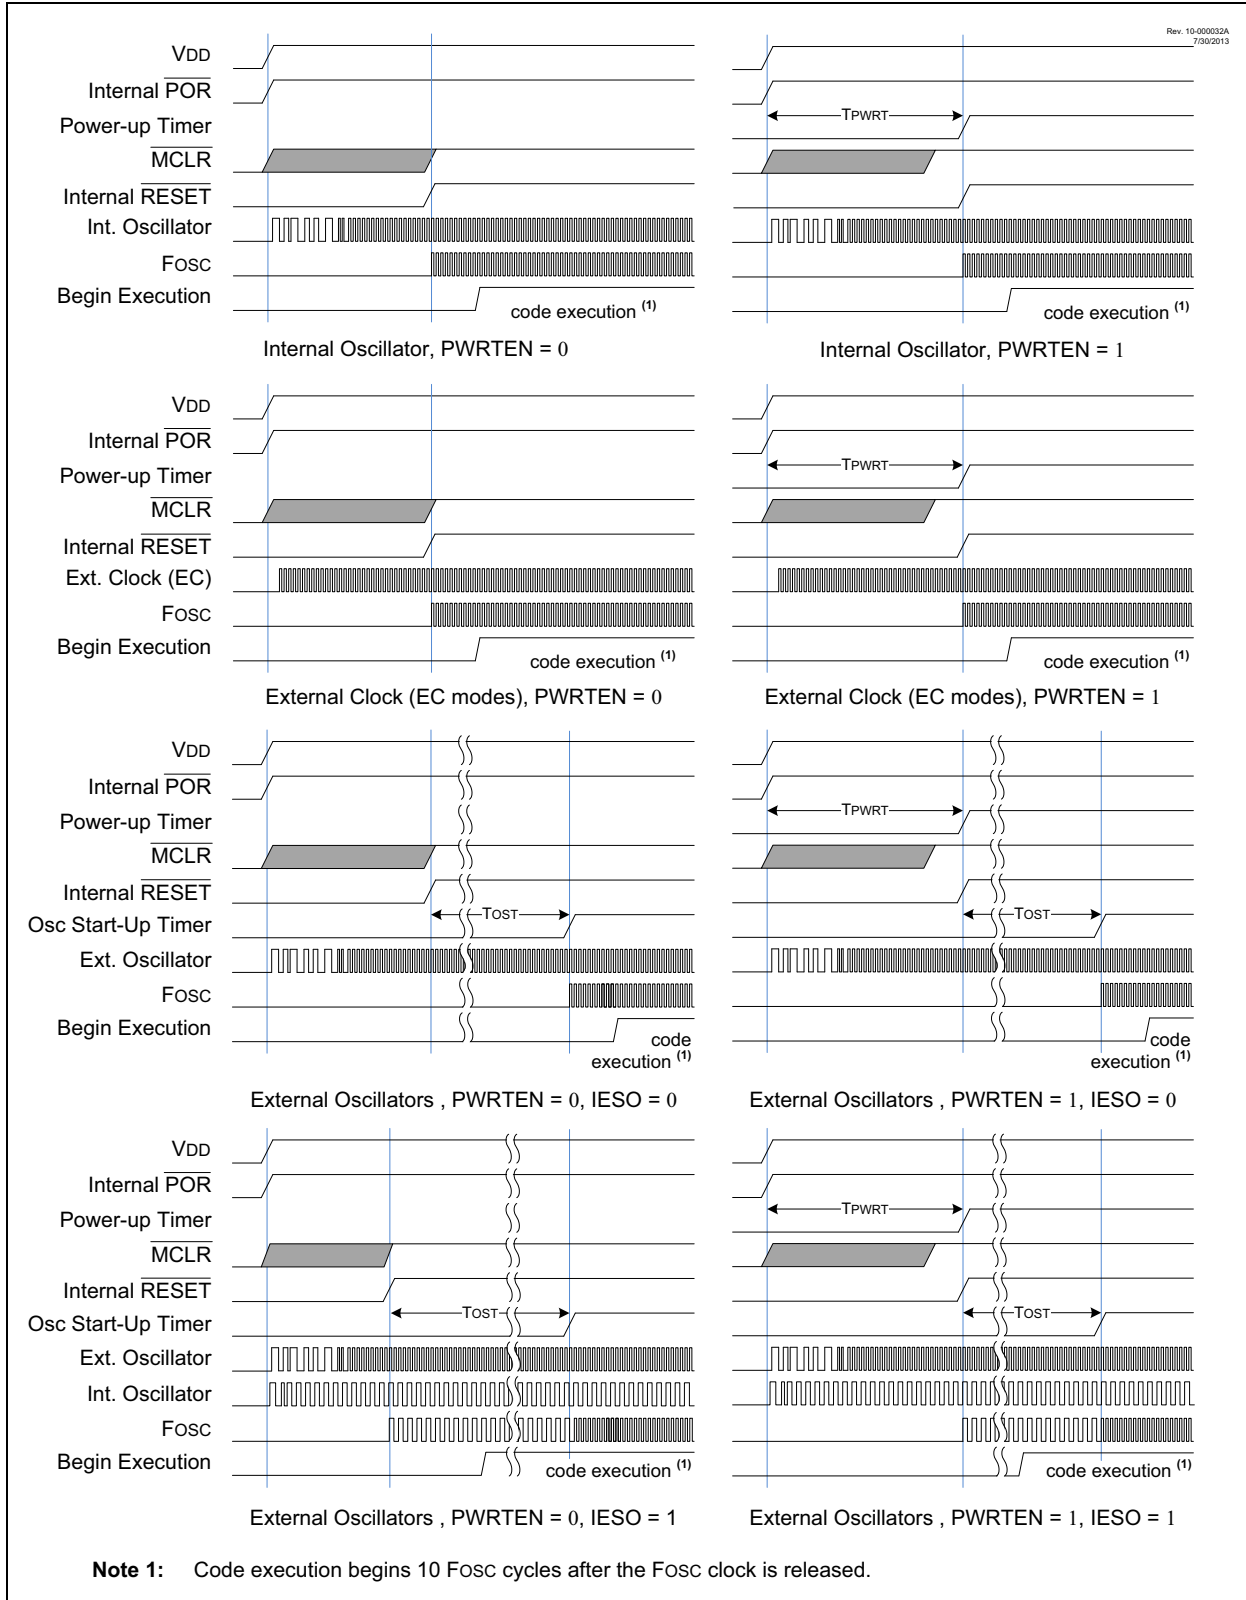 Rev. 10-000032A
7/30/2013
VDD
Internal POR
Power-up Timer
TPWRT
MCLR
Internal RESET
Int. Oscillator
FOSC
Begin Execution
code execution (1)
code execution (1)
Internal Oscillator, PWRTEN = 0
Internal Oscillator, PWRTEN = 1
VDD
Internal POR
Power-up Timer
TPWRT
MCLR
Internal RESET
Ext. Clock (EC)
FOSC
Begin Execution
code execution (1)
code execution (1)
External Clock (EC modes), PWRTEN = 0
External Clock (EC modes), PWRTEN = 1
VDD
Internal POR
Power-up Timer
TPWRT
MCLR
Internal RESET
Osc Start-Up Timer
TOST
TOST
Ext. Oscillator
FOSC
Begin Execution
code
execution (1)
code
execution (1)
External Oscillators , PWRTEN = 0, IESO = 0
External Oscillators , PWRTEN = 1, IESO = 0
VDD
Internal POR
Power-up Timer
TPWRT
MCLR
Internal RESET
Osc Start-Up Timer
TOST
TOST
Ext. Oscillator
Int. Oscillator
FOSC
Begin Execution
code execution (1)
code execution (1)
External Oscillators , PWRTEN = 0, IESO = 1
External Oscillators , PWRTEN = 1, IESO = 1
Note 1: Code execution begins 10 FOSC cycles after the FOSC clock is released.